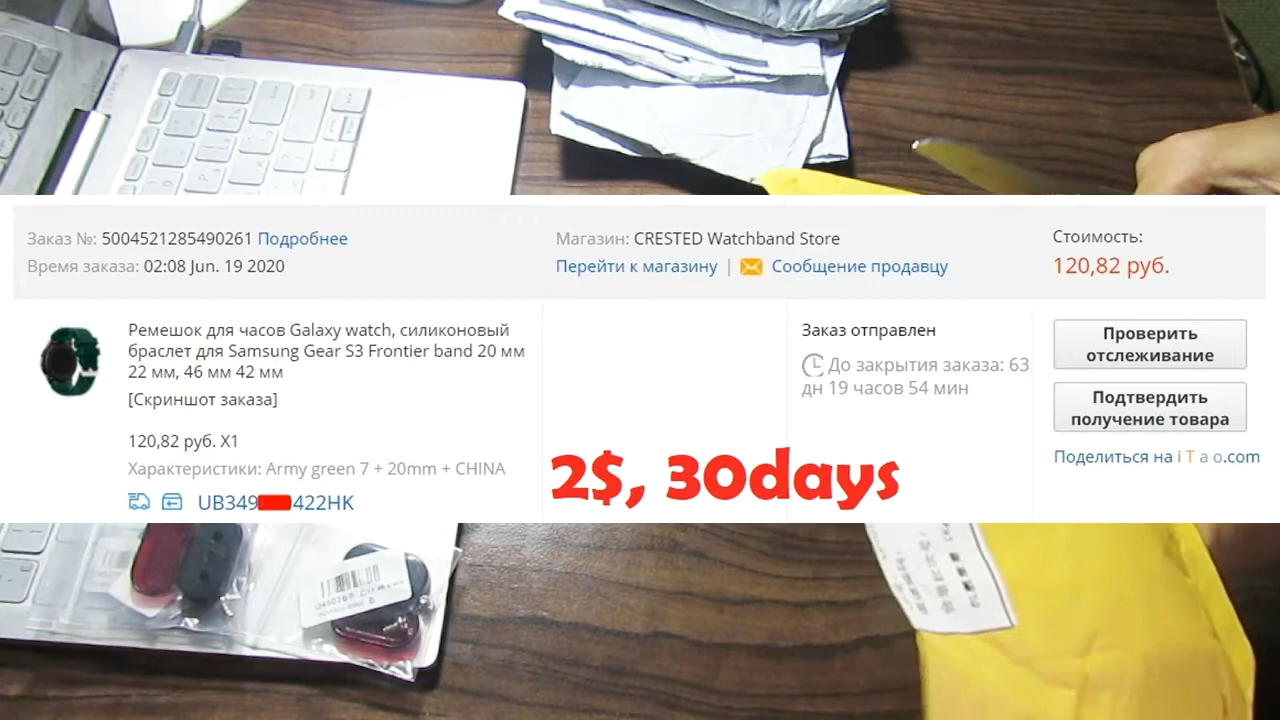 Заказ №: 5004521285490261 Подробнее
Время заказа: 02:08 Jun. 19 2020
Магазин: CRESTED Watchband Store
Перейти к магазину | Сообщение продавцу
Стоимость:
120,82 руб.
Ремешок для часов Galaxy watch, силиконовый
браслет для Samsung Gear S3 Frontier band 20 мм
22 мм, 46 мм 42 мм
[Скриншот заказа]
120,82 руб. X1
Характеристики: Army green 7 + 20mm + CHINA
UB349 422HK
Заказ отправлен
До закрытия заказа: 63
дн 19 часов 54 мин
Проверить
отслеживание
Подтвердить
получение товара
Поделиться на iTao.com
2$, 30days